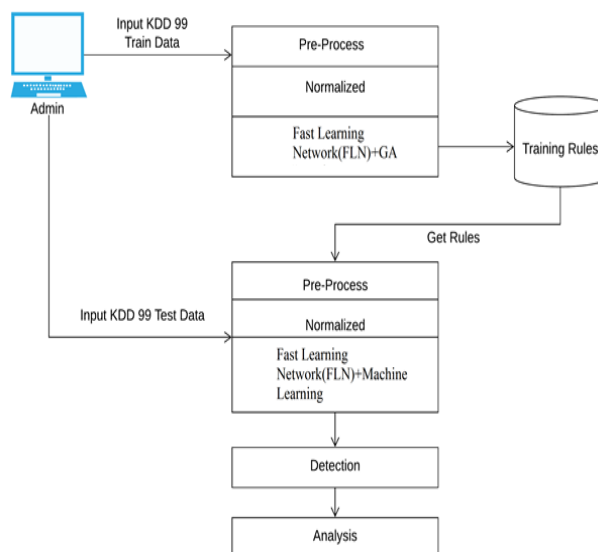 Input KDD 99
Train Data
Admin
Pre-Process
Normalized
Fast Learning
Network(FLN)+GA
Training Rules
Get Rules
Input KDD 99 Test Data
Pre-Process
Normalized
Fast Learning
Network(FLN)+Machine
Learning
Detection
Analysis